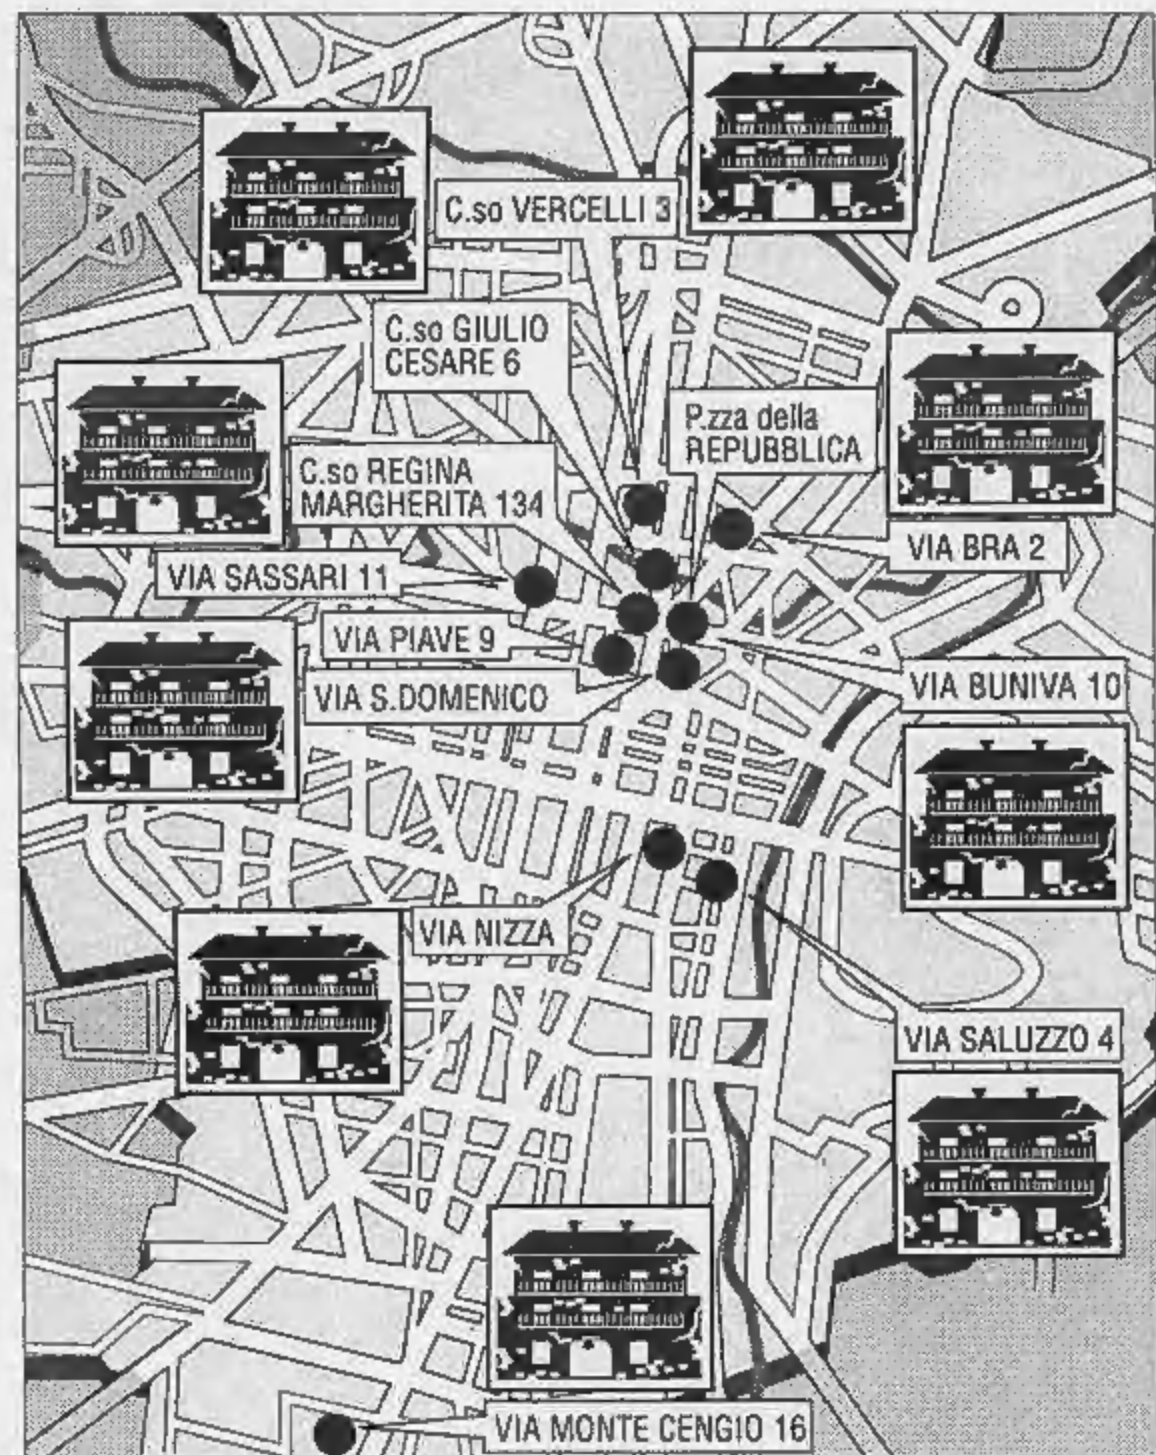 C.so VERCELLI 3
C.so GIULIO
CESARE 6
P.zza della
REPUBBLICA
C.so REGINA
MARGHERITA 134
VIA BRA 2
VIA SASSARI 11
VIA PIAVE 9
VIA S.DOMENICO
VIA BUNIVA 10
VIA NIZZA
VIA SALUZZO 4
VIA MONTE CENGIO 16